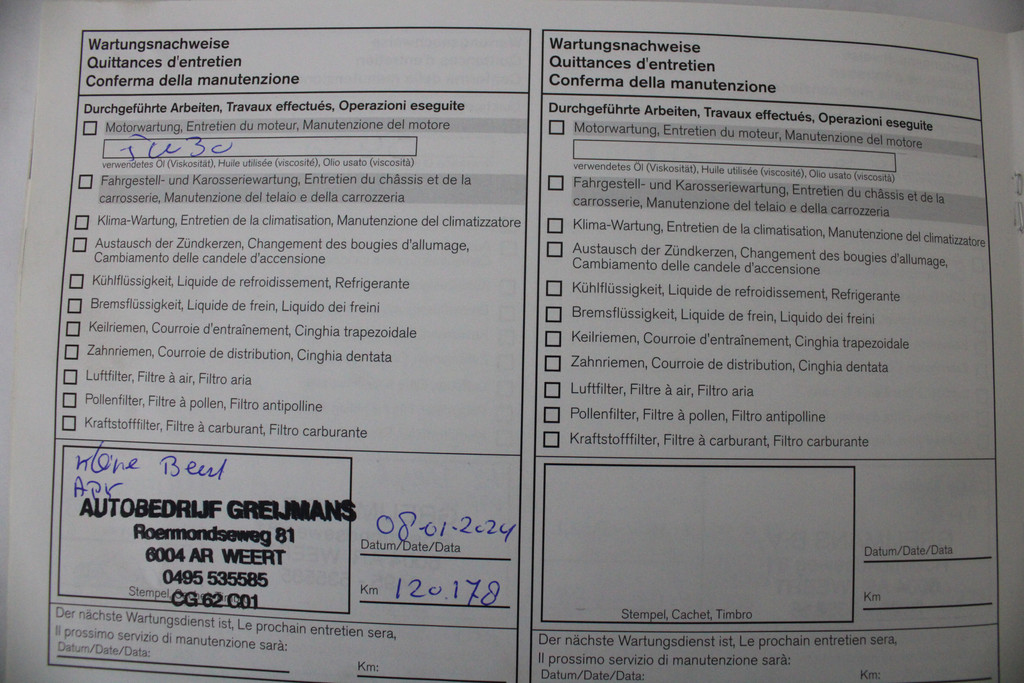 Wartungsnachweise
Quittances d'entretien
Conferma della manutenzione
Durchgeführte Arbeiten, Travaux effectués, Operazioni eseguite
Motorwartung, Entretien du moteur, Manutenzione del motore
5W30
verwendetes Öl (Viskosität), Huile utilisée (viscosité), Olio usato (viscosità)
Fahrgestell- und Karosseriewartung, Entretien du châssis et de la
carrosserie, Manutenzione del telaio e della carrozzeria
Klima-Wartung, Entretien de la climatisation, Manutenzione del climatizzatore
Austausch der Zündkerzen, Changement des bougies d'allumage,
Cambiamento delle candele d'accensione
Kühlflüssigkeit, Liquide de refroidissement, Refrigerante
Bremsflüssigkeit, Liquide de frein, Liquido dei freini
Keilriemen, Courroie d'entraînement, Cinghia trapezoidale
Zahnriemen, Courroie de distribution, Cinghia dentata
Luftfilter, Filtre à air, Filtro aria
Pollenfilter, Filtre à pollen, Filtro antipolline
Kraftstofffilter, Filtre à carburant, Filtro carburante
Kleine Beurt
APK
AUTOBEDRIJF GREIJMANS
Roermondseweg 81
6004 AR WEERT
0495 535585
CG 62 C01
Stempel,
08-01-2024
Datum/Date/Data
Km 120.178
Der nächste Wartungsdienst ist, Le prochain entretien sera,
Il prossimo servizio di manutenzione sarà:
Datum/Date/Data:
Km:
Wartungsnachweise
Quittances d'entretien
Conferma della manutenzione
Durchgeführte Arbeiten, Travaux effectués, Operazioni eseguite
Motorwartung, Entretien du moteur, Manutenzione del motore
verwendetes Öl (Viskosität), Huile utilisée (viscosité), Olio usato (viscosità)
Fahrgestell- und Karosseriewartung, Entretien du châssis et de la
carrosserie, Manutenzione del telaio e della carrozzeria
Klima-Wartung, Entretien de la climatisation, Manutenzione del climatizzatore
Austausch der Zündkerzen, Changement des bougies d'allumage,
Cambiamento delle candele d'accensione
Kühlflüssigkeit, Liquide de refroidissement, Refrigerante
Bremsflüssigkeit, Liquide de frein, Liquido dei freini
Keilriemen, Courroie d'entraînement, Cinghia trapezoidale
Zahnriemen, Courroie de distribution, Cinghia dentata
Luftfilter, Filtre à air, Filtro aria
Pollenfilter, Filtre à pollen, Filtro antipolline
Kraftstofffilter, Filtre à carburant, Filtro carburante
Stempel, Cachet, Timbro
Datum/Date/Data
Km
Der nächste Wartungsdienst ist, Le prochain entretien sera,
Il prossimo servizio di manutenzione sarà:
Datum/Date/Data:
Km: